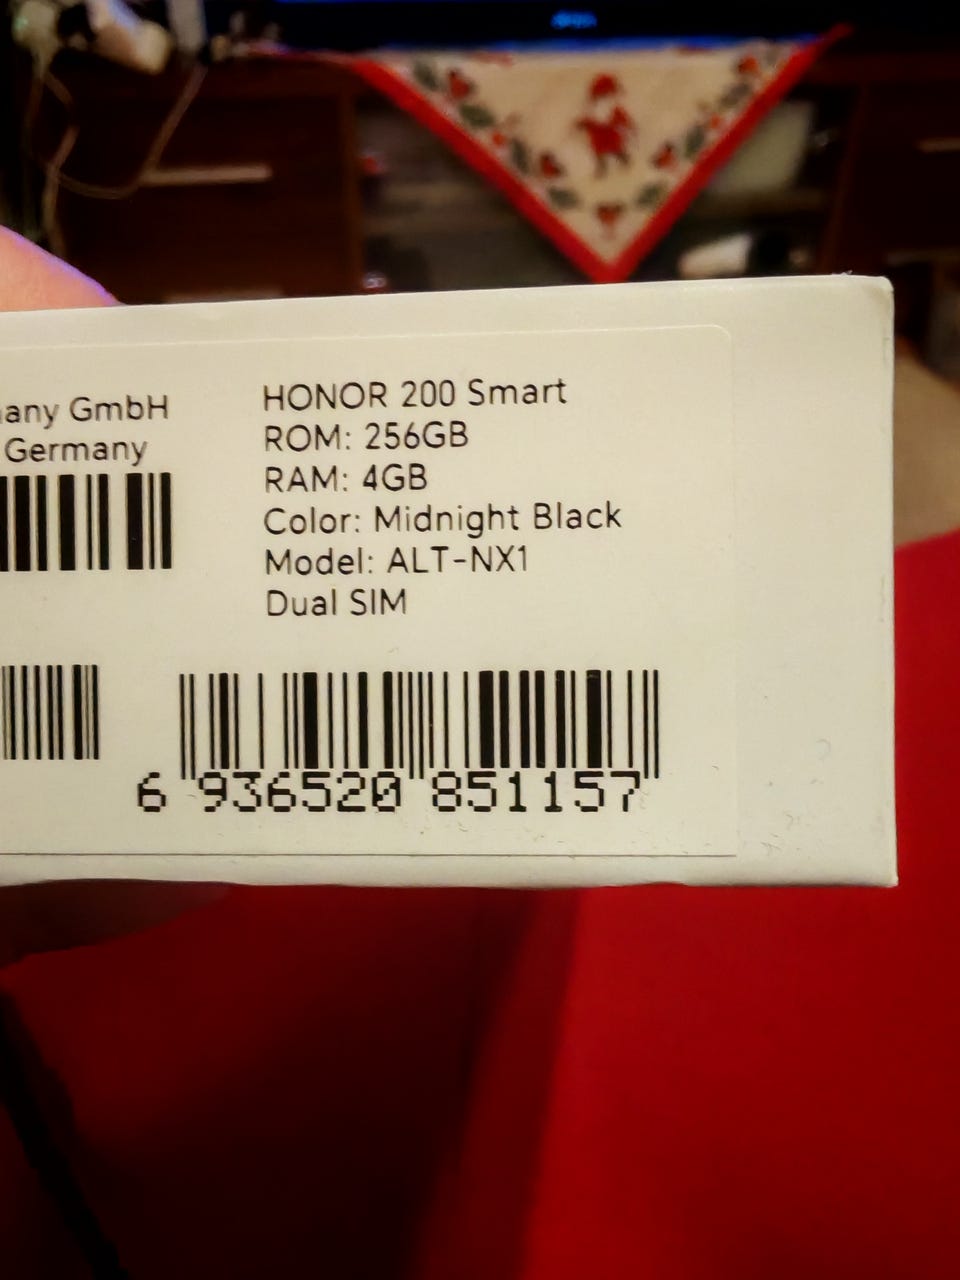 GmbH
Germany
HONOR 200 Smart
ROM: 256GB
RAM: 4GB
Color: Midnight Black
Model: ALT-NX1
Dual SIM
6 936520 851157